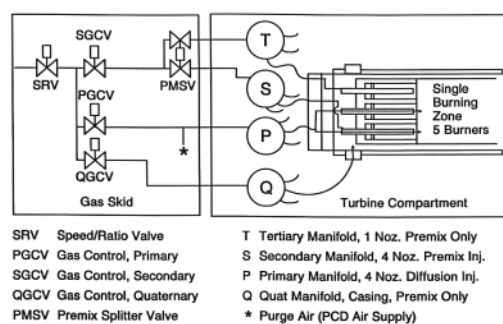 SGCV
SRV
PMSV
PGCV
*
QGCV
Gas Skid
T
S
P
Q
Single
Burning
Zone
5 Burners
Turbine Compartment
SRV Speed/Ratio Valve
PGCV Gas Control, Primary
SGCV Gas Control, Secondary
QGCV Gas Control, Quaternary
PMSV Premix Splitter Valve
T Tertiary Manifold, 1 Noz. Premix Only
S Secondary Manifold, 4 Noz. Premix Inj.
P Primary Manifold, 4 Noz. Diffusion Inj.
Q Quat Manifold, Casing, Premix Only
* Purge Air (PCD Air Supply)